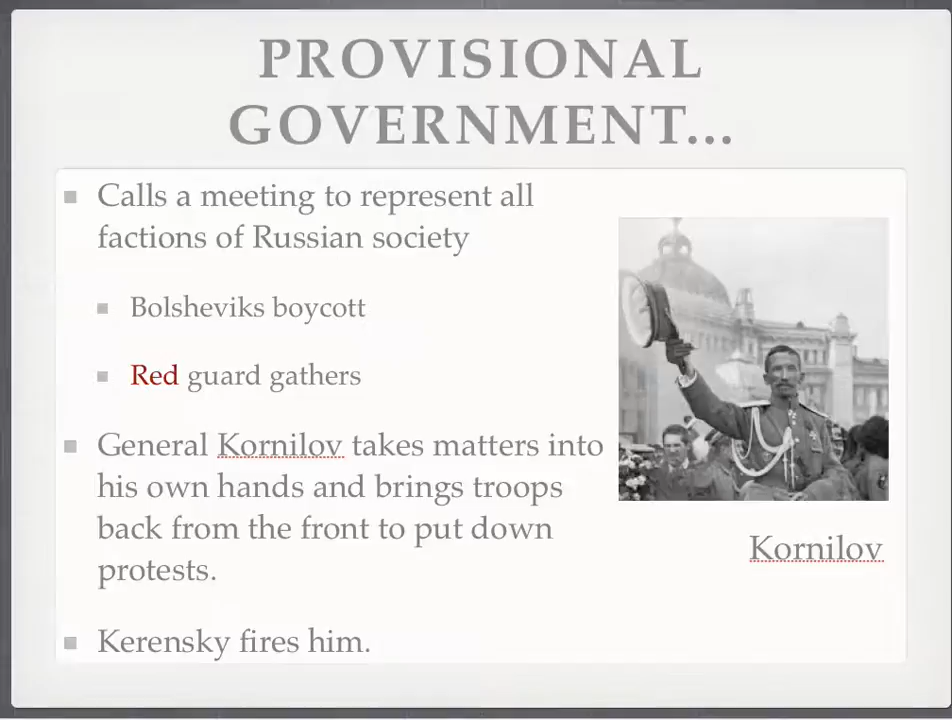 PROVISIONAL
GOVERNMENT...
Calls a meeting to represent all
factions of Russian society
Bolsheviks boycott
Red guard gathers
General Kornilov takes matters into
his own hands and brings troops
back from the front to put down
protests.
Kerensky fires him.
Kornilov